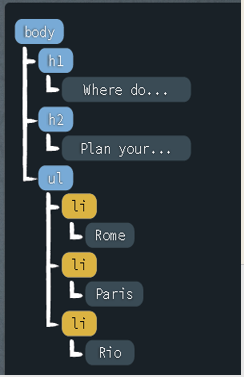 body
h1
Where do...
h2
Plan your...
ul
li
Rome
li
Paris
li
Rio